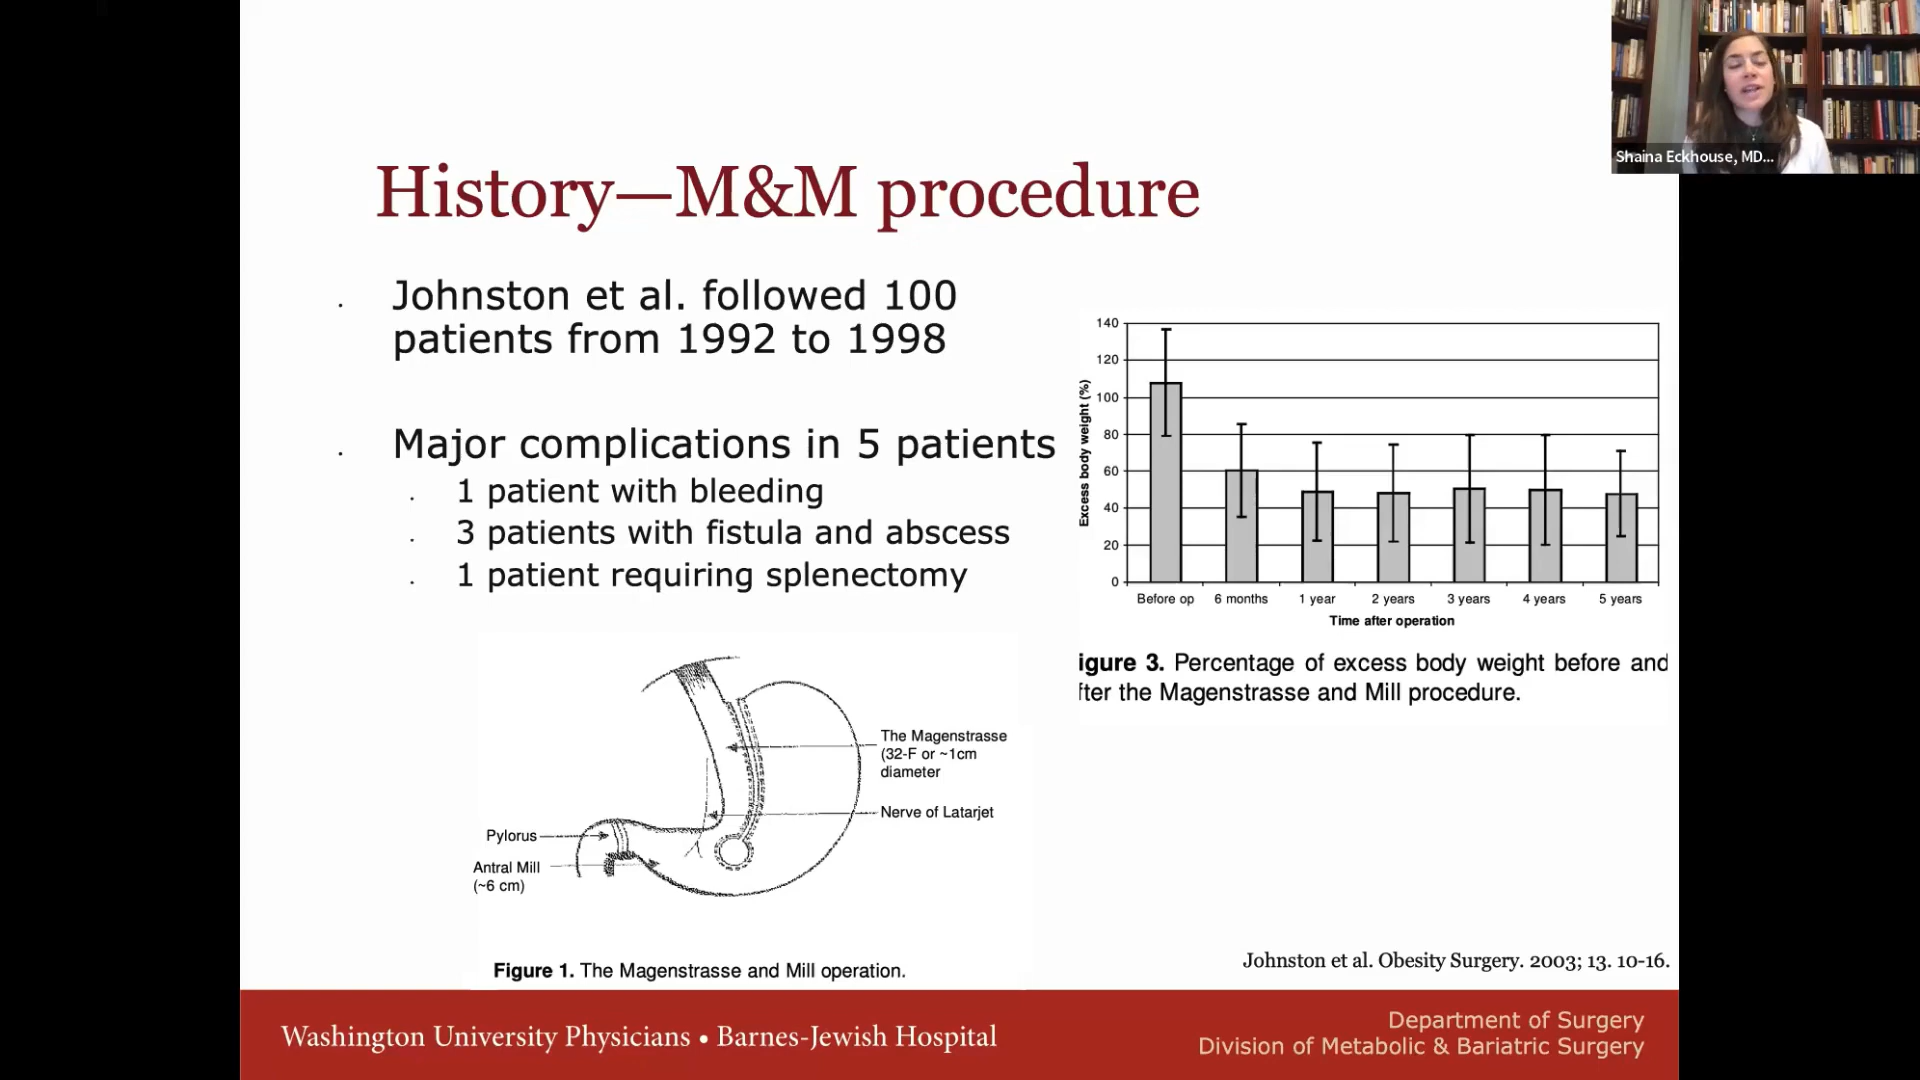 Shaina Eckhouse, MD...
History—M&M procedure
Johnston et al. followed 100
patients from 1992 to 1998
Major complications in 5 patients
1 patient with bleeding
3 patients with fistula and abscess
1 patient requiring splenectomy
140
120
100
80
60
40
20
0
Excess body weight (%)
Before op 6 months 1 year 2 years 3 years 4 years 5 years
Time after operation
igure 3. Percentage of excess body weight before and
fter the Magenstrasse and Mill procedure.
The Magenstrasse
(32-F or ~1cm
diameter
Nerve of Latarjet
Pylorus
Antral Mill
(~6 cm)
Figure 1. The Magenstrasse and Mill operation.
Johnston et al. Obesity Surgery. 2003; 13. 10-16.
Washington University Physicians • Barnes-Jewish Hospital
Department of Surgery
Division of Metabolic & Bariatric Surgery